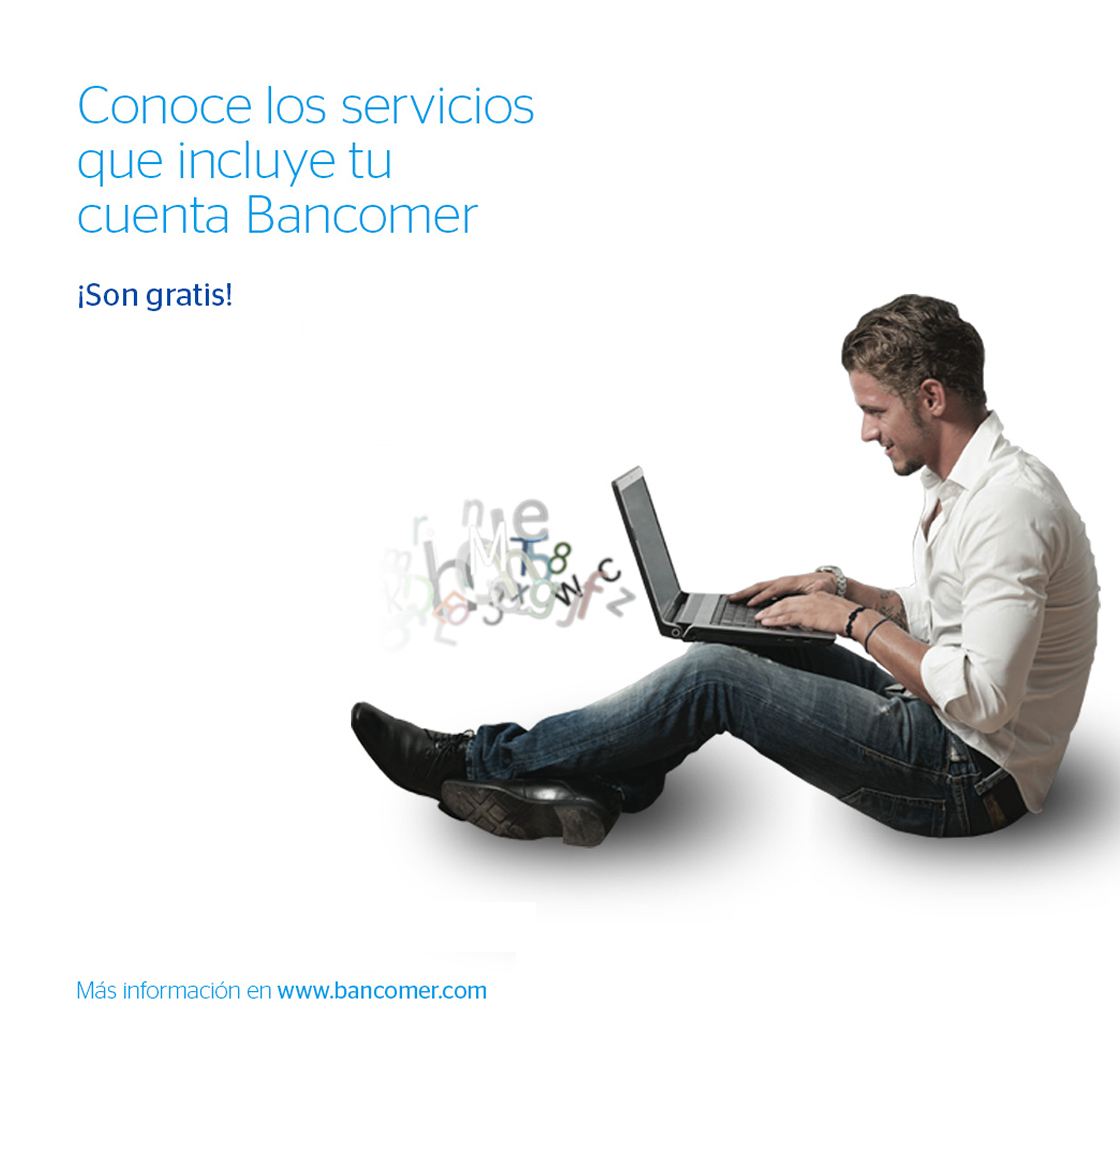 Conoce los servicios
que incluye tu
cuenta Bancomer
¡Son gratis!
Más información en www.bancomer.com